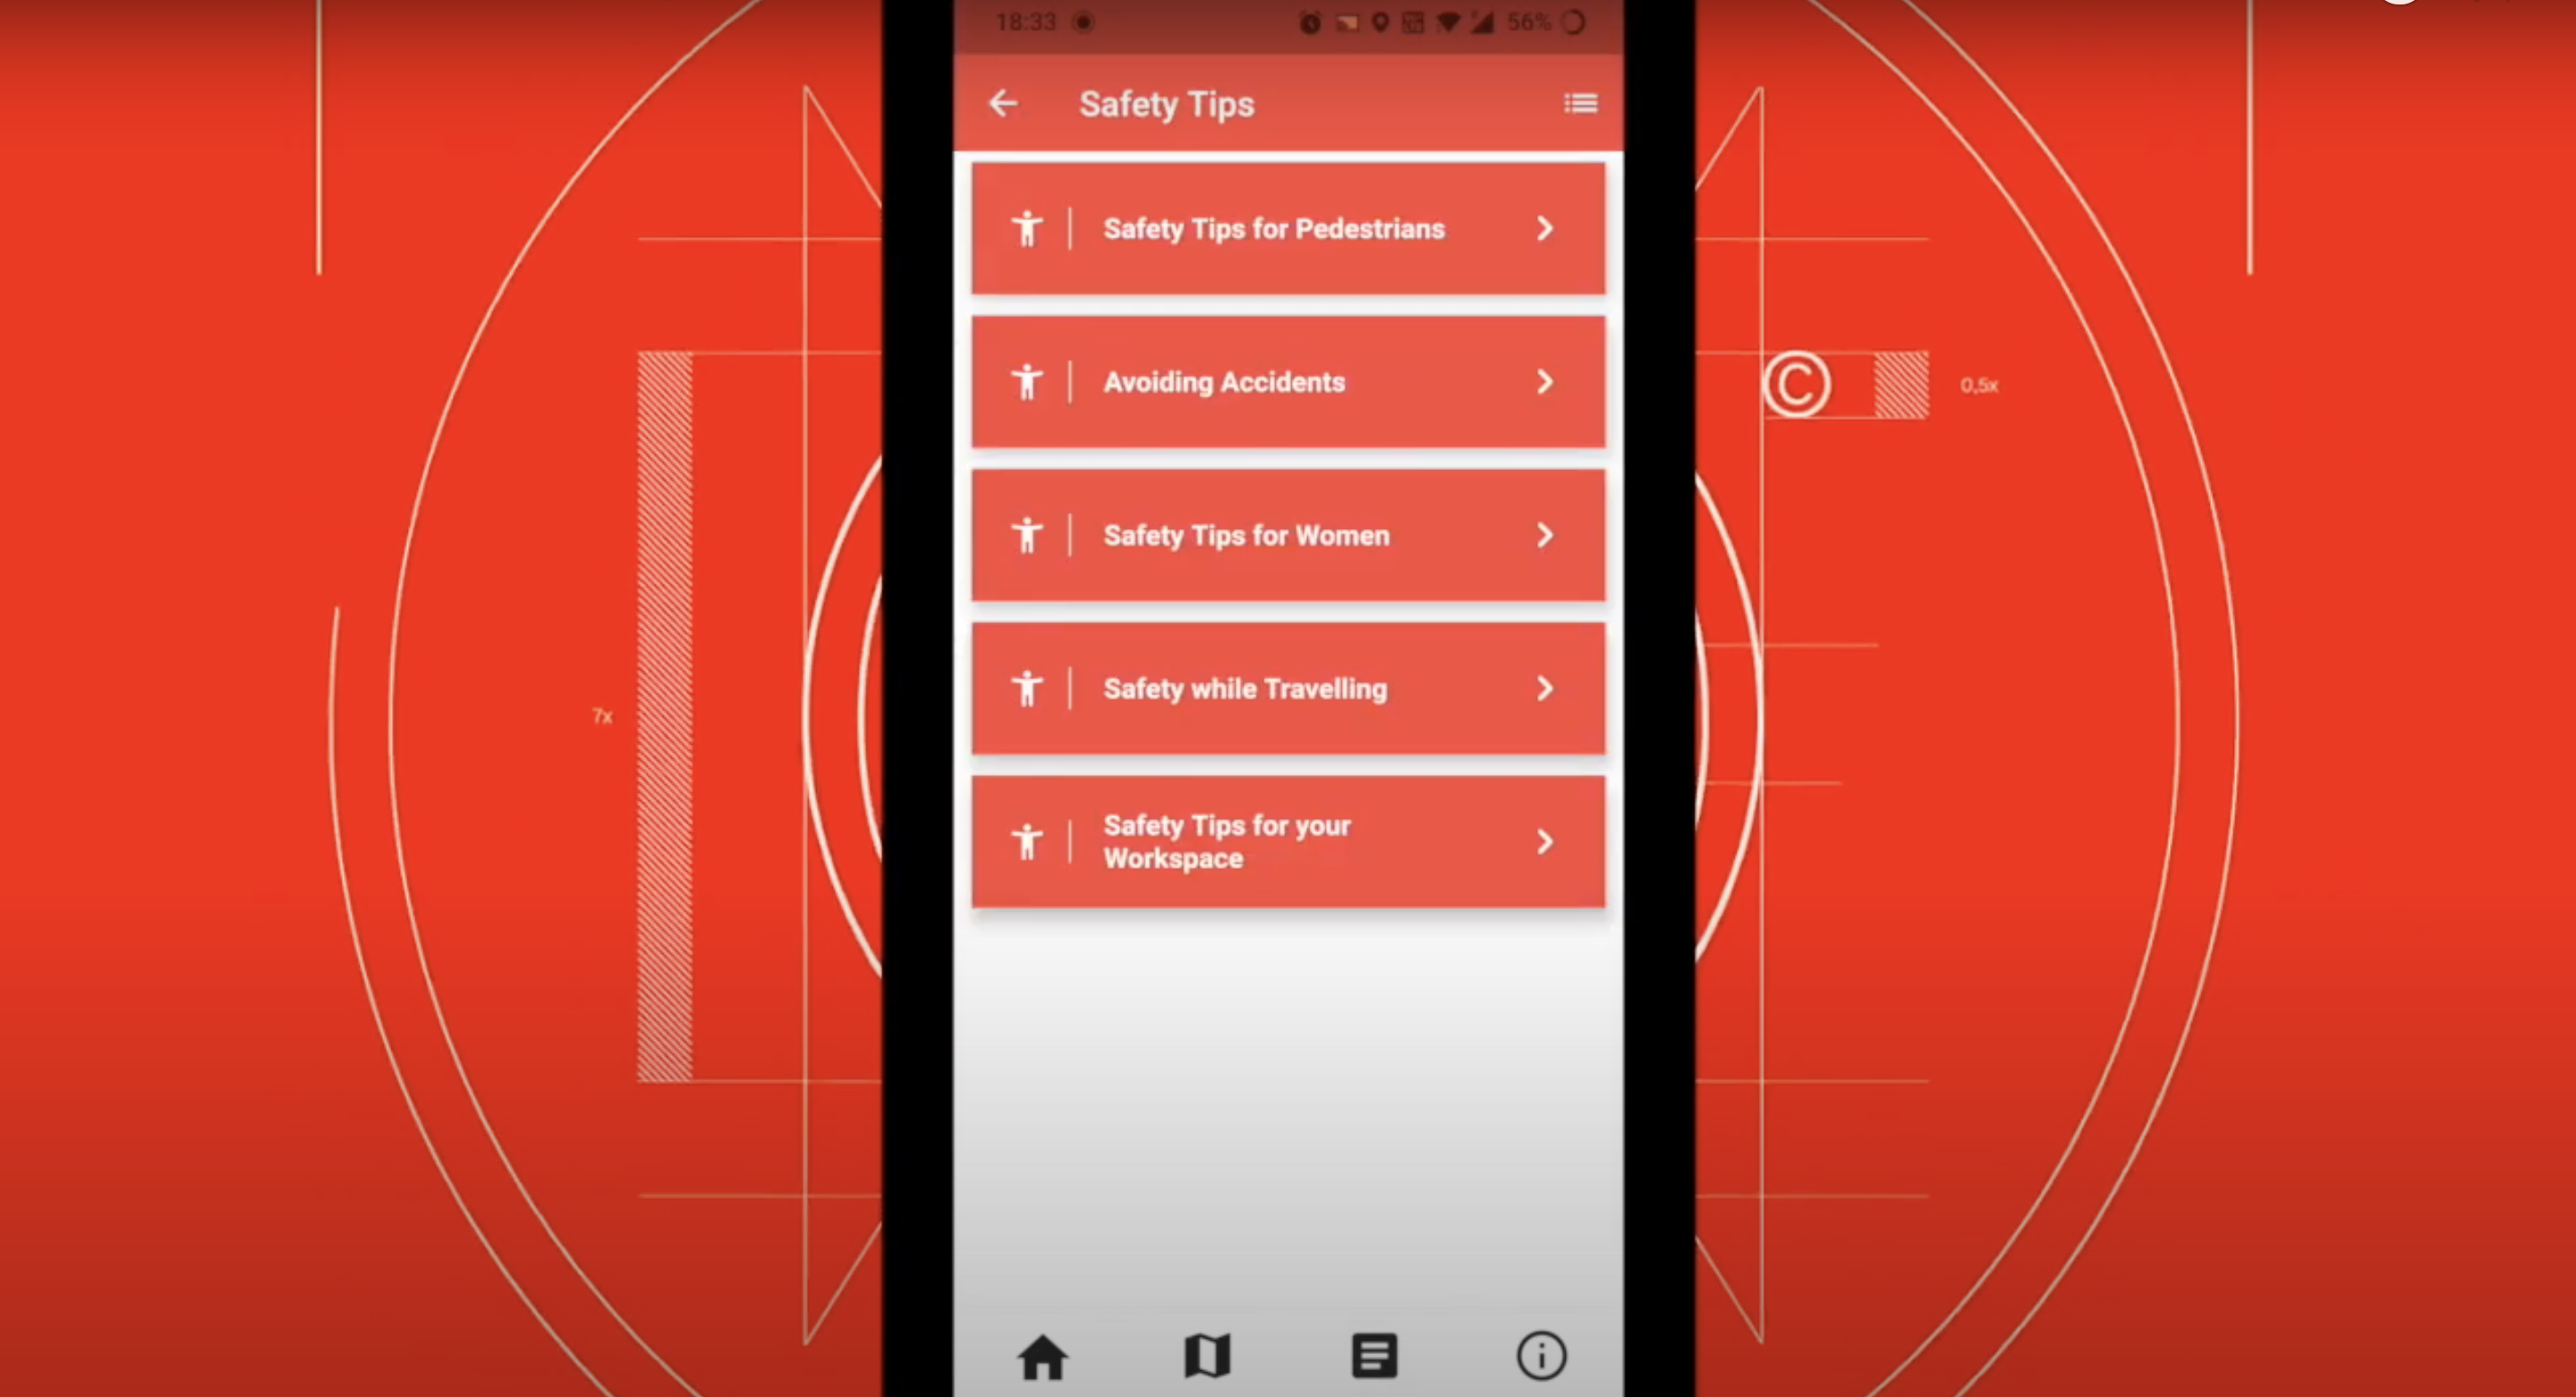 18:33
56%
Safety Tips
Safety Tips for Pedestrians
Avoiding Accidents
Safety Tips for Women
Safety while Travelling
Safety Tips for your
Workspace
©
0,5x
7x